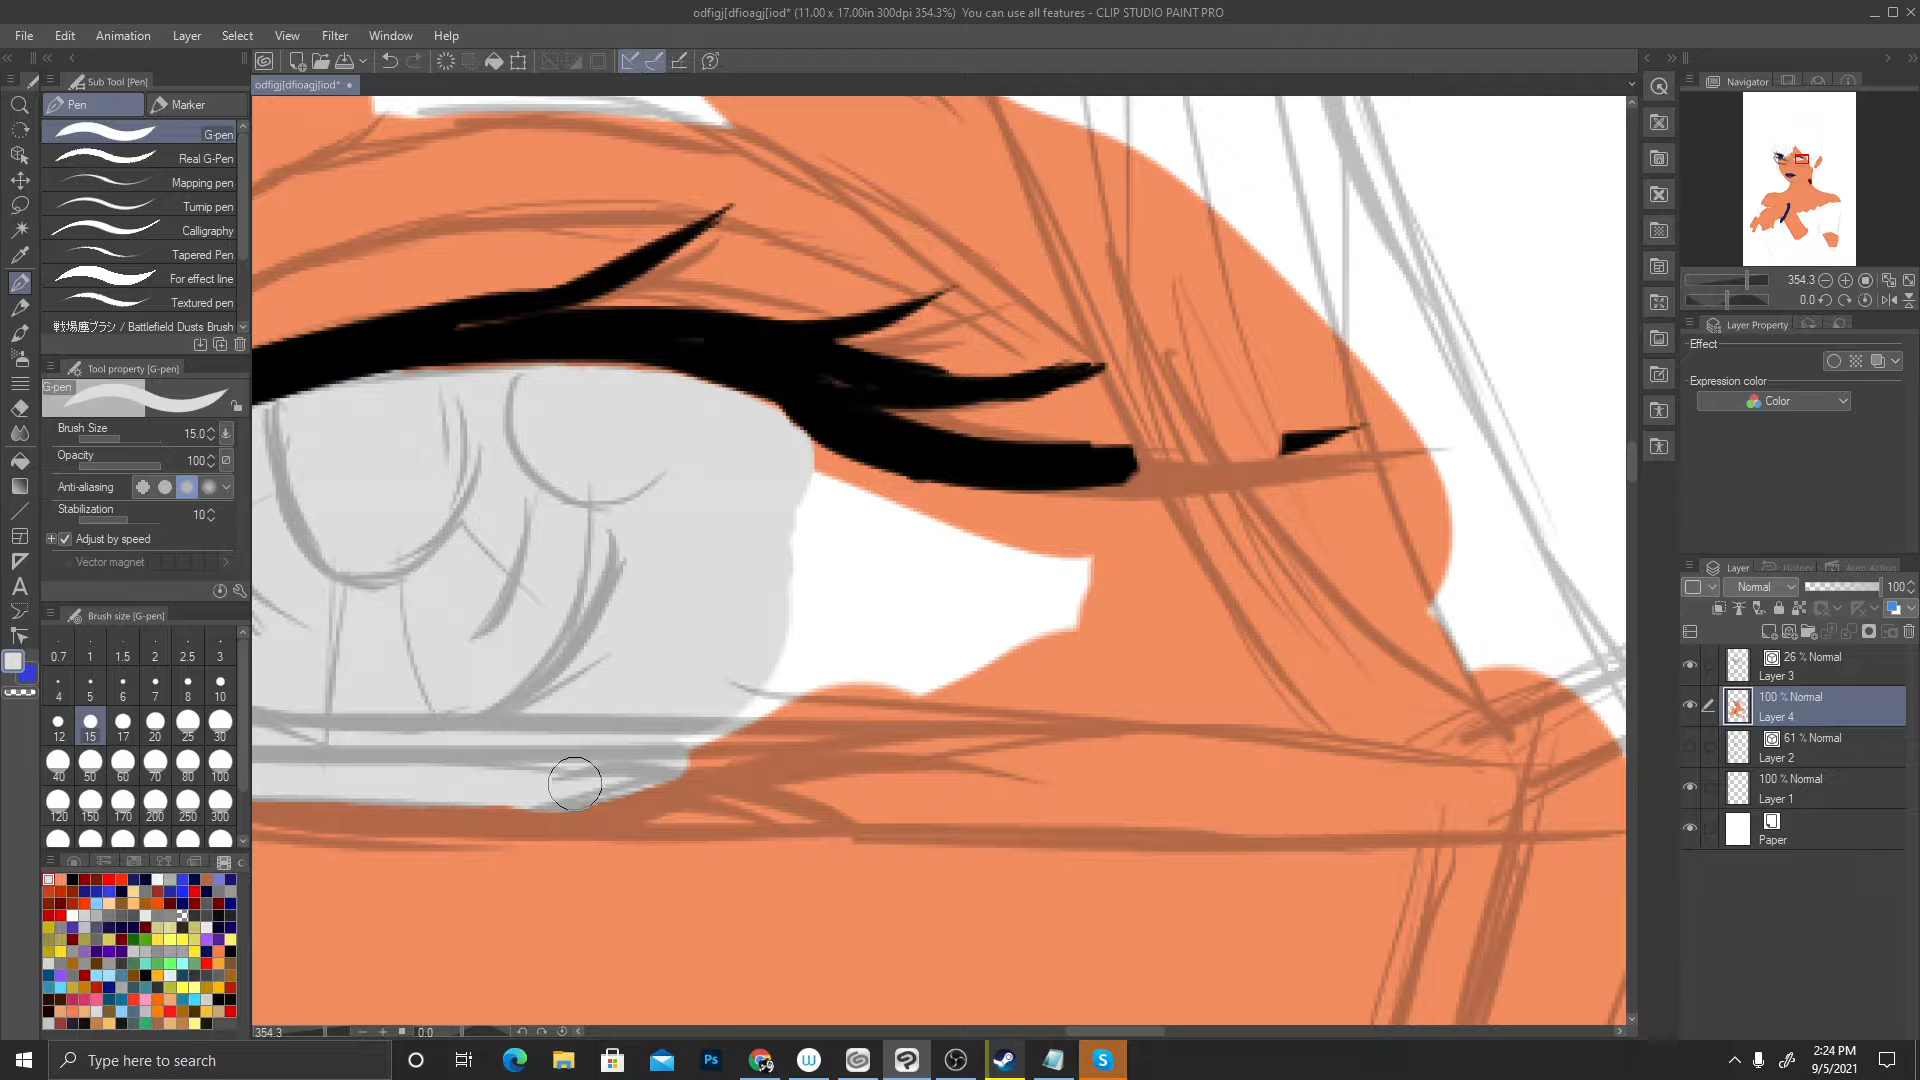 odfigj[dfioagj[iod* (11.00 x 17.00in 300dpi 354.3%)  You can use all features - CLIP STUDIO PAINT PRO
File Edit Animation Layer Select View Filter Window Help
Sub Tool [Pen]
odfigj[dfioagj[iod*
Navigator
Pen Marker
G-pen
Real G-Pen
Mapping pen
Turnip pen
Calligraphy
Tapered Pen
For effect line
Textured pen
戦場塵ブラシ / Battlefield Dusts Brush
Tool property [G-pen]
G-pen
Brush Size 15.0
Opacity 100
Anti-aliasing
Stabilization 10
Adjust by speed
Vector magnet
Brush size [G-pen]
0.7 1 1.5 2 2.5 3
4 5 6 7 8 10
12 15 17 20 25 30
40 50 60 70 80 100
120 150 170 200 250 300
354.3 0.0
354.3
0.0
Layer Property
Effect
Expression color
Color
Layer History Auto Action
Normal 100
26 % Normal
Layer 3
100 % Normal
Layer 4
61 % Normal
Layer 2
100 % Normal
Layer 1
Paper
Type here to search
Ps
2:24 PM
9/5/2021